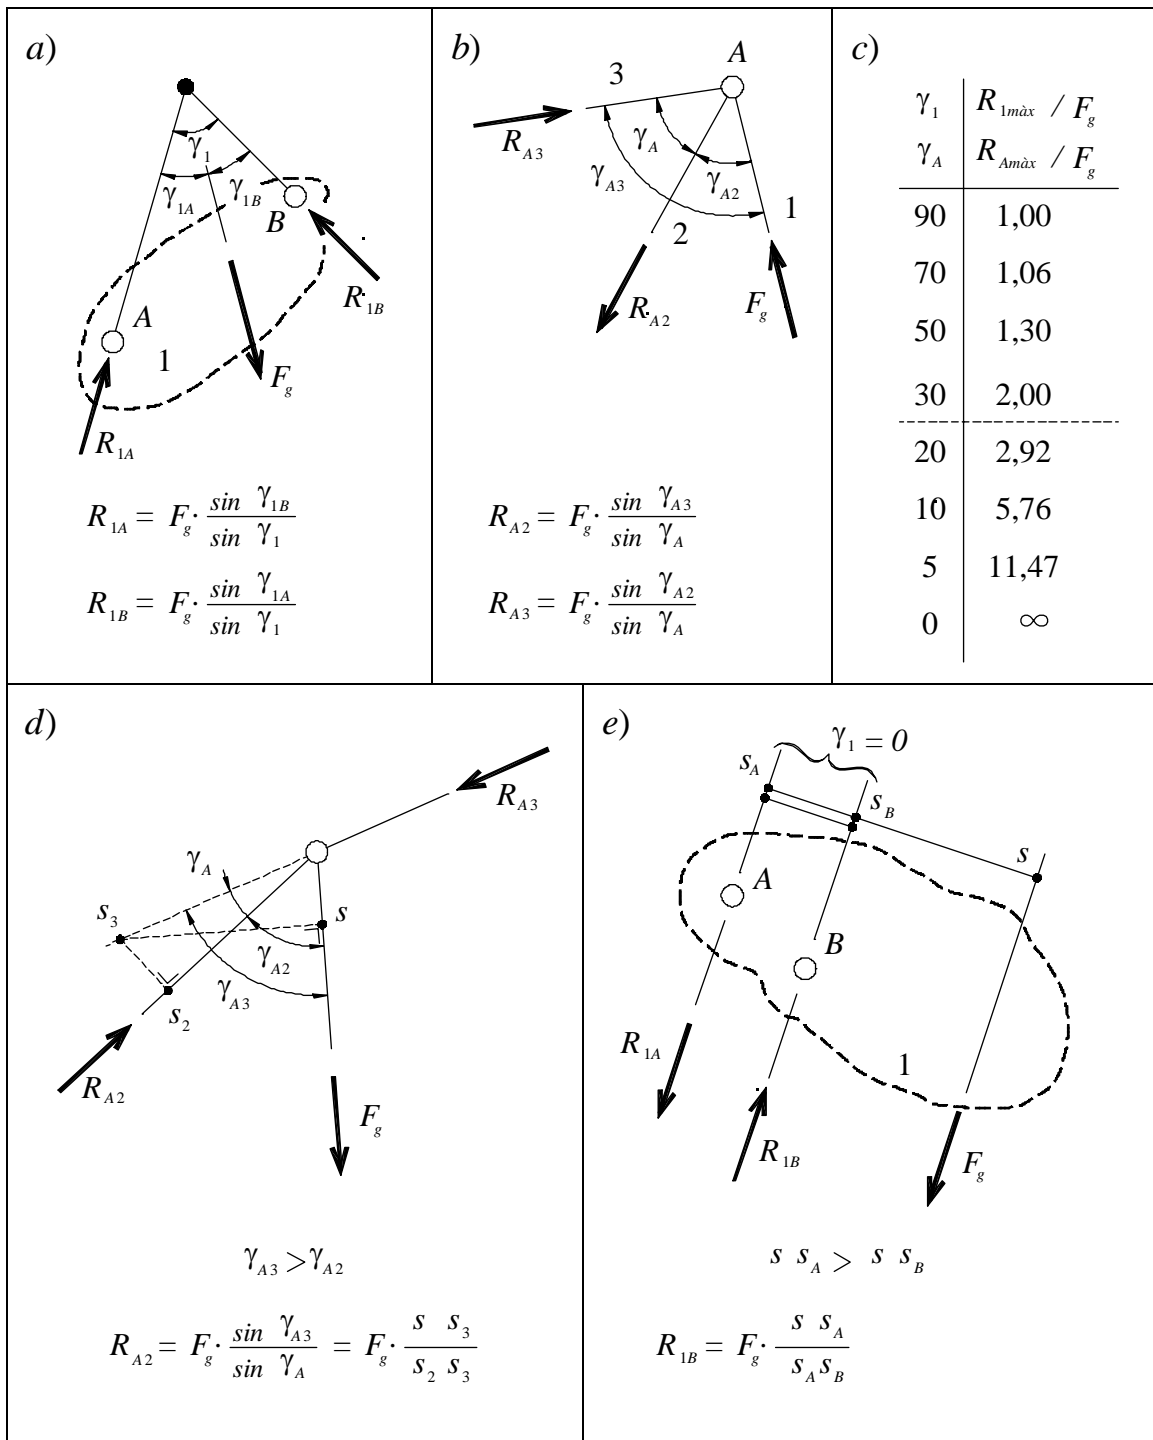 a)
γ1
γ1A
γ1B
B
R1B
A
1
Fg
R1A
R1A = Fg · sin γ1B / sin γ1
R1B = Fg · sin γ1A / sin γ1
b)
A
3
RA3
γA
γA3
γA2
1
2
RA2
Fg
RA2 = Fg · sin γA3 / sin γA
RA3 = Fg · sin γA2 / sin γA
c)
γ1 R1màx / Fg
γA RAmàx / Fg
90 1,00
70 1,06
50 1,30
30 2,00
20 2,92
10 5,76
5 11,47
0 ∞
d)
RA3
γA
s3
s
γA2
γA3
s2
RA2
Fg
γA3 > γA2
RA2 = Fg · sin γA3 / sin γA = Fg · s s3 / s2 s3
e)
γ1 = 0
sA
sB
s
A
B
R1A
1
R1B
Fg
s sA > s sB
R1B = Fg · s sA / sA sB